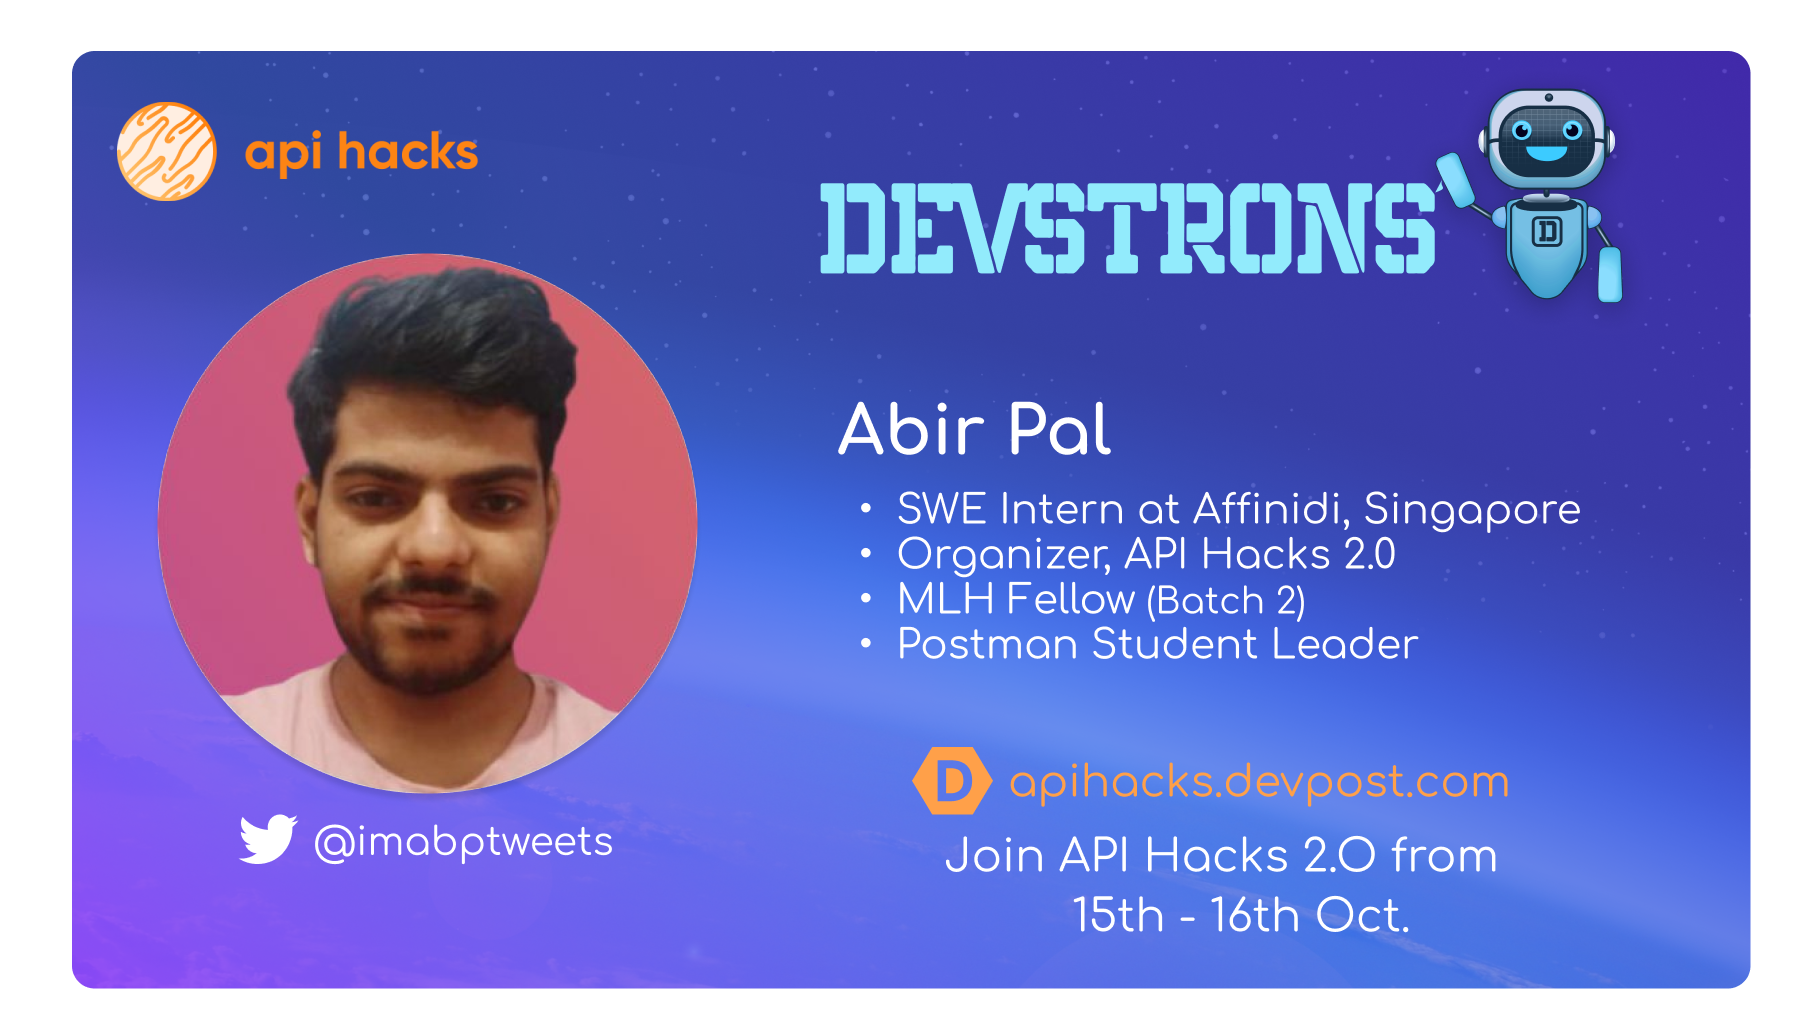 api hacks
DEVSTRONS
D
Abir Pal
• SWE Intern at Affinidi, Singapore
• Organizer, API Hacks 2.0
• MLH Fellow (Batch 2)
• Postman Student Leader
@imabptweets
D apihacks.devpost.com
Join API Hacks 2.O from
15th - 16th Oct.